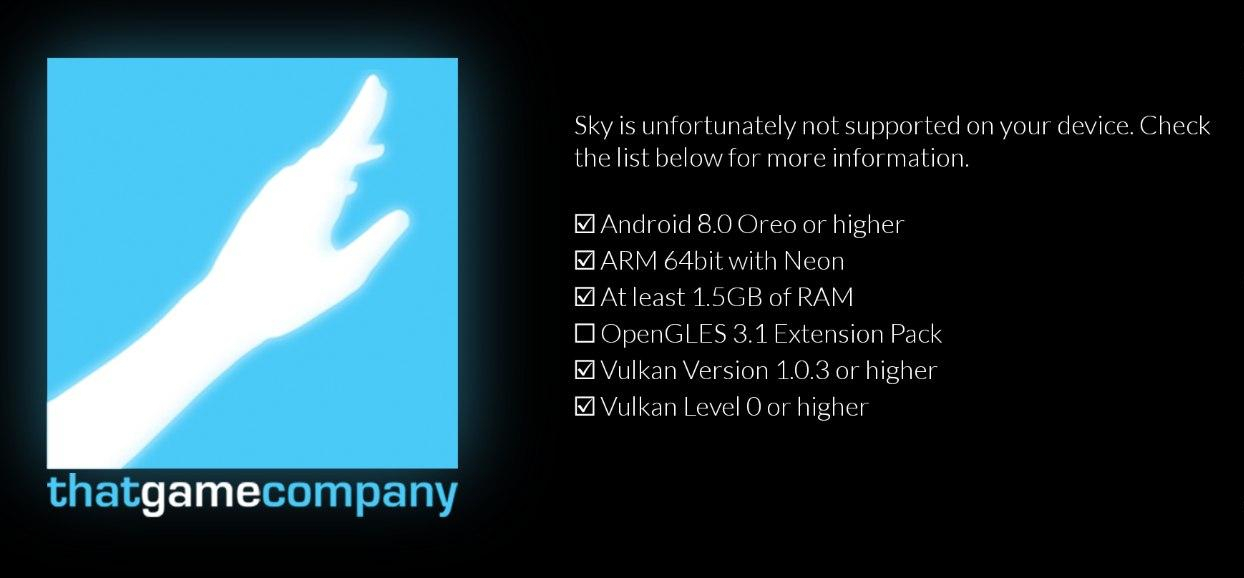 Sky is unfortunately not supported on your device. Check
the list below for more information.
☑ Android 8.0 Oreo or higher
☑ ARM 64bit with Neon
☑ At least 1.5GB of RAM
☐ OpenGLES 3.1 Extension Pack
☑ Vulkan Version 1.0.3 or higher
☑ Vulkan Level 0 or higher
thatgamecompany